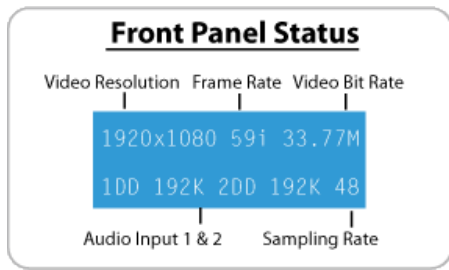 Front Panel Status
Video Resolution Frame Rate Video Bit Rate
1920x1080 59i 33.77M
1DD 192K 2DD 192K 48
Audio Input 1 & 2 Sampling Rate